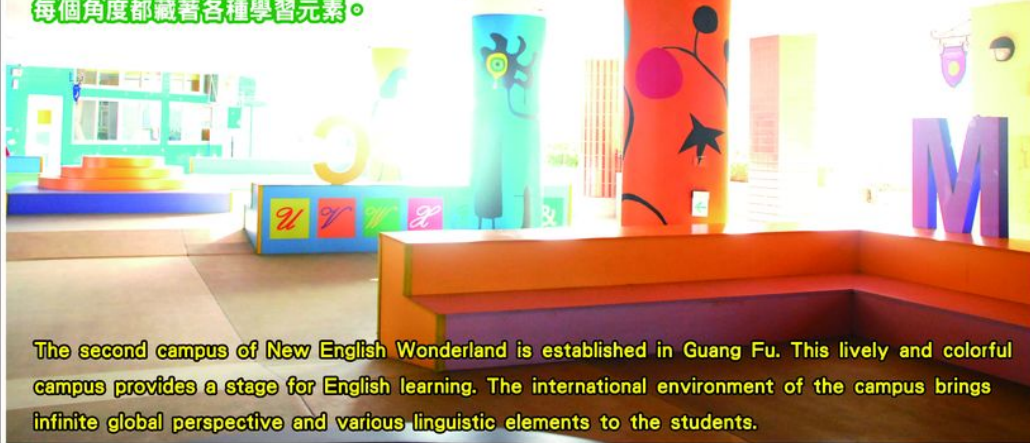 每個角度都藏著各種學習元素。
C
M
U V W X &
The second campus of New English Wonderland is established in Guang Fu. This lively and colorful
campus provides a stage for English learning. The international environment of the campus brings
infinite global perspective and various linguistic elements to the students.